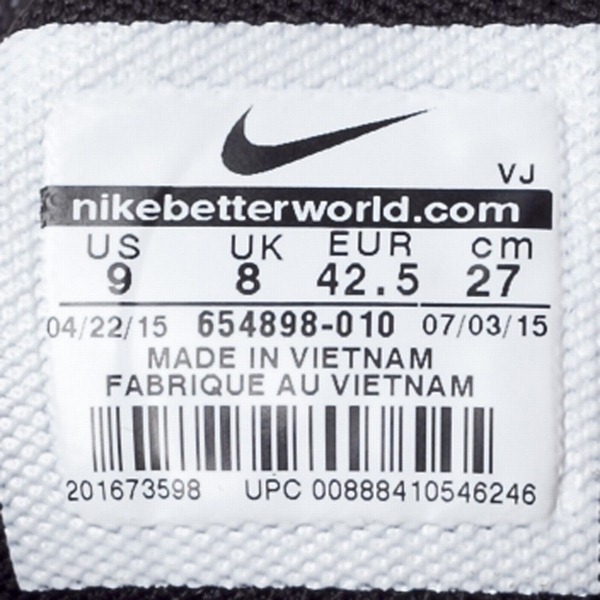 VJ
nikebetterworld.com
US UK EUR cm
9 8 42.5 27
04/22/15 654898-010 07/03/15
MADE IN VIETNAM
FABRIQUE AU VIETNAM
201673598 UPC 00888410546246